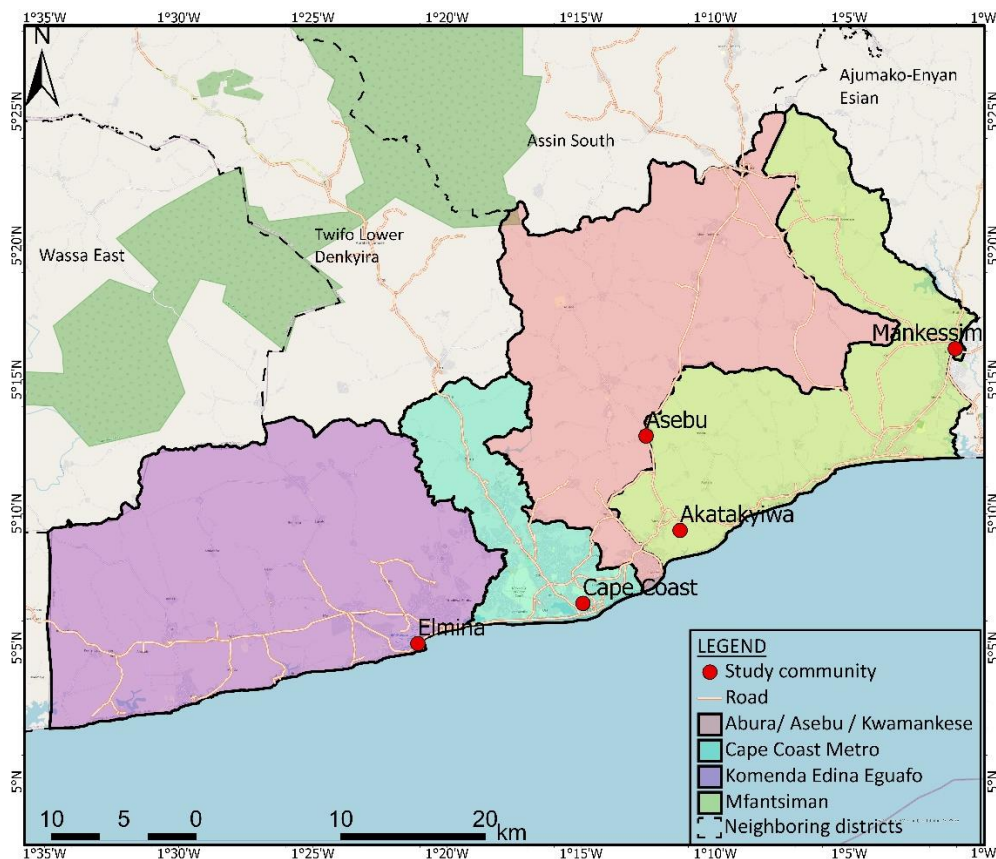 1°35'W 1°30'W 1°25'W 1°20'W 1°15'W 1°10'W 1°5'W 1°W
N
Ajumako-Enyan
Esian
5°25'N 5°25'N
Assin South
5°20'N 5°20'N
Twifo Lower
Denkyira
Wassa East
Mankessim
5°15'N 5°15'N
Asebu
5°10'N 5°10'N
Akatakyiwa
Cape Coast
Elmina
5°5'N 5°5'N
LEGEND
Study community
Road
Abura/ Asebu / Kwamankese
Cape Coast Metro
Komenda Edina Eguafo
Mfantsiman
Neighboring districts
5°N 5°N
10 5 0 10 20
km
1°35'W 1°30'W 1°25'W 1°20'W 1°15'W 1°10'W 1°5'W 1°W